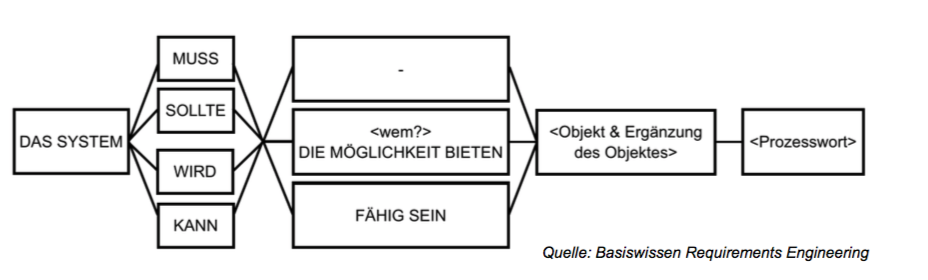 DAS SYSTEM
MUSS
SOLLTE
WIRD
KANN
-
<wem?>
DIE MÖGLICHKEIT BIETEN
FÄHIG SEIN
<Objekt & Ergänzung
des Objektes>
<Prozesswort>
Quelle: Basiswissen Requirements Engineering